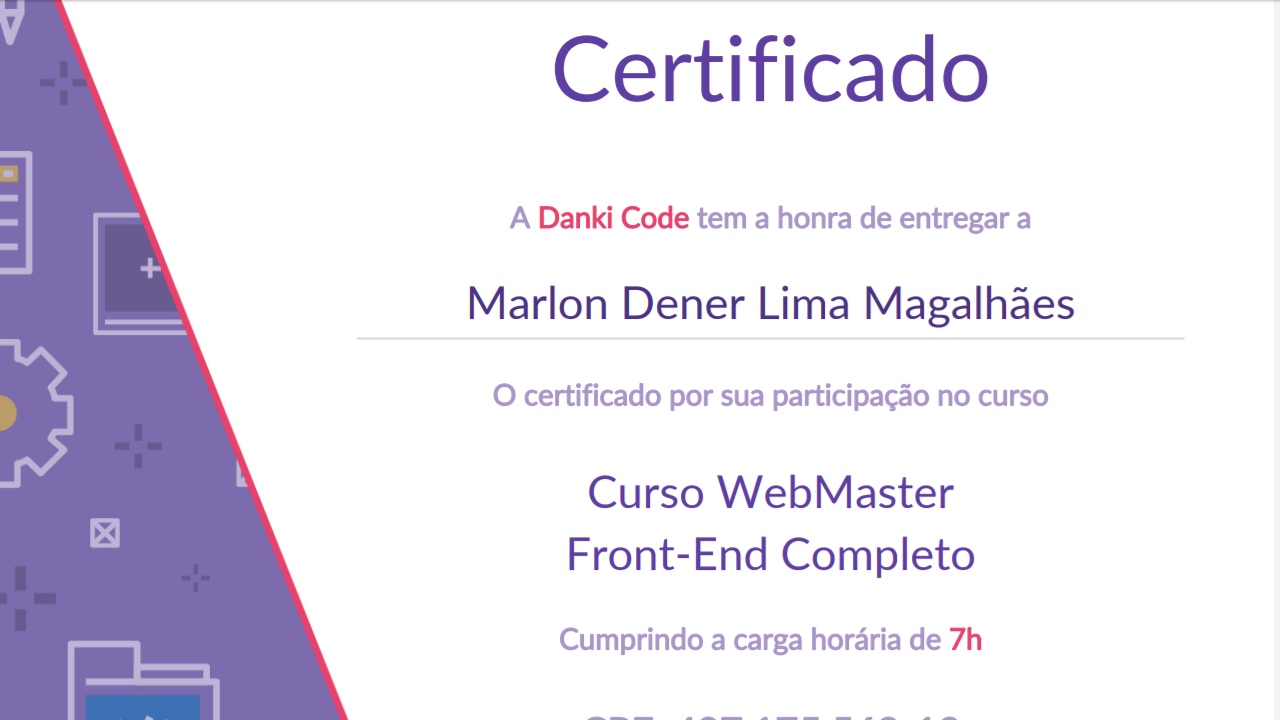 Certificado
A Danki Code tem a honra de entregar a
Marlon Dener Lima Magalhães
O certificado por sua participação no curso
Curso WebMaster
Front-End Completo
Cumprindo a carga horária de 7h